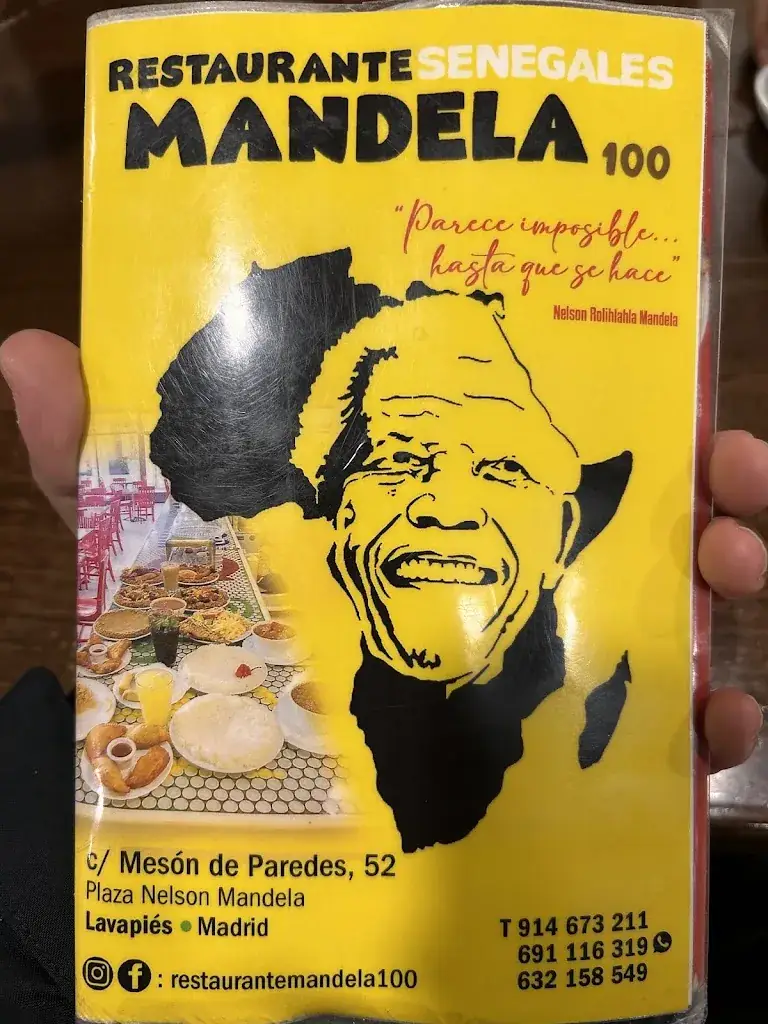 RESTAURANTE SENEGALES
MANDELA 100
"Parece imposible...
hasta que se hace"
Nelson Rolihlahla Mandela
c/ Mesón de Paredes, 52
Plaza Nelson Mandela
Lavapiés • Madrid
: restaurantemandela100
T 914 673 211
691 116 319
632 158 549